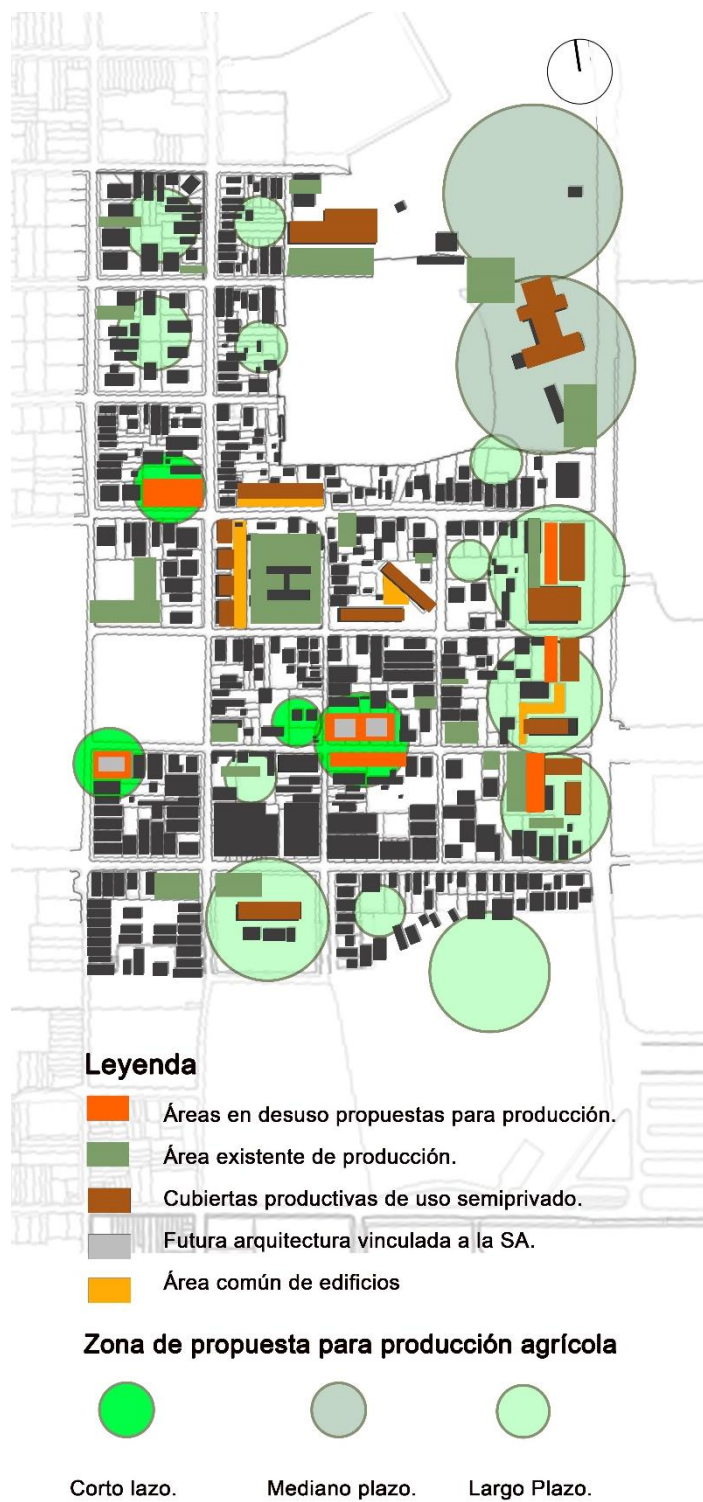 Leyenda
Áreas en desuso propuestas para producción.
Área existente de producción.
Cubiertas productivas de uso semiprivado.
Futura arquitectura vinculada a la SA.
Área común de edificios
Zona de propuesta para producción agrícola
Corto lazo.
Mediano plazo.
Largo Plazo.